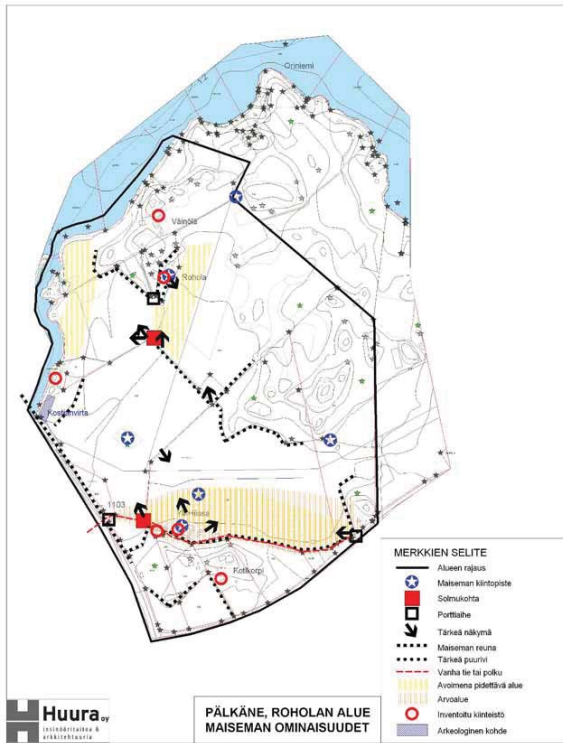 Oriniemi
Väinölä
Rohola
Kostianvirta
1103
Kotikorpi
MERKKIEN SELITE
Alueen rajaus
Maiseman kiintopiste
Solmukohta
Porttiaihe
Tärkeä näkymä
Maiseman reuna
Tärkeä puurivi
Vanha tie tai polku
Avoimena pidettävä alue
Arvoalue
Inventoitu kiinteistö
Arkeologinen kohde
Huura oy
insinööritaitoa &
arkkitehtuuria
PÄLKÄNE, ROHOLAN ALUE
MAISEMAN OMINAISUUDET